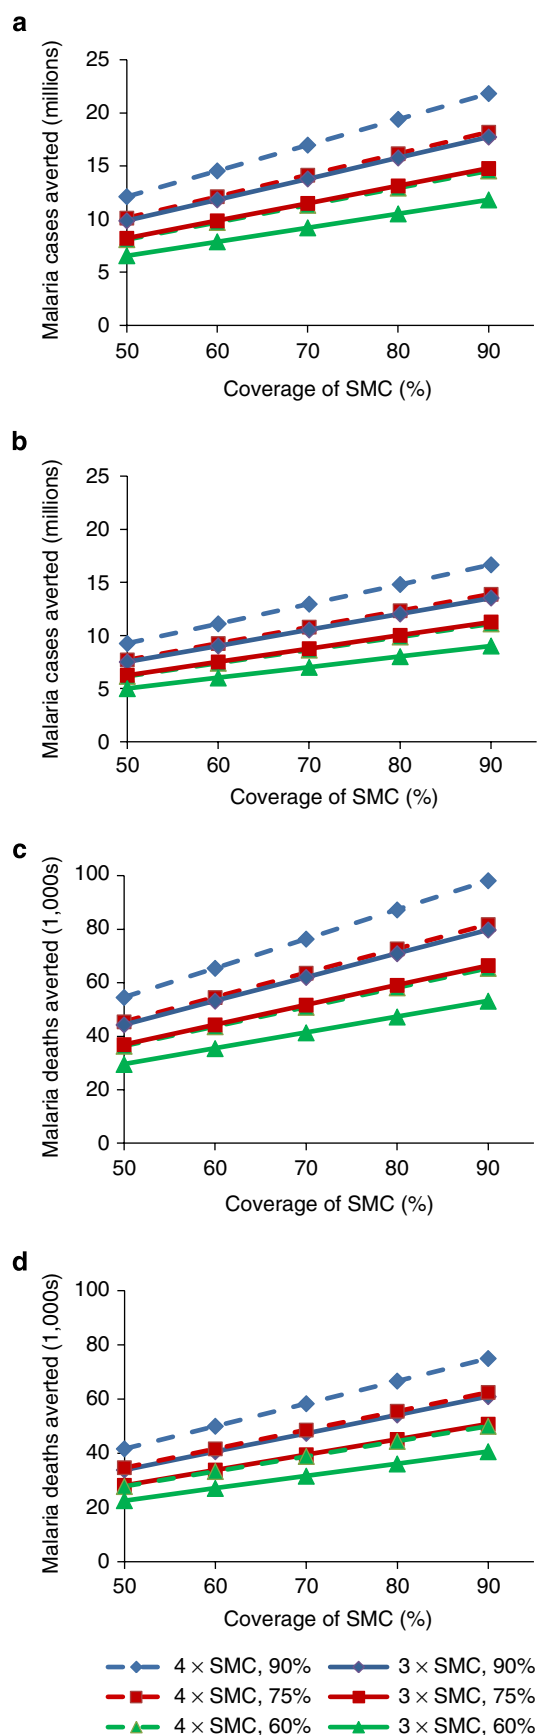 a
Malaria cases averted (millions)
25
20
15
10
5
0
50 60 70 80 90
Coverage of SMC (%)
b
Malaria cases averted (millions)
25
20
15
10
5
0
50 60 70 80 90
Coverage of SMC (%)
c
Malaria deaths averted (1,000s)
100
80
60
40
20
0
50 60 70 80 90
Coverage of SMC (%)
d
Malaria deaths averted (1,000s)
100
80
60
40
20
0
50 60 70 80 90
Coverage of SMC (%)
4 × SMC, 90% 3 × SMC, 90%
4 × SMC, 75% 3 × SMC, 75%
4 × SMC, 60% 3 × SMC, 60%